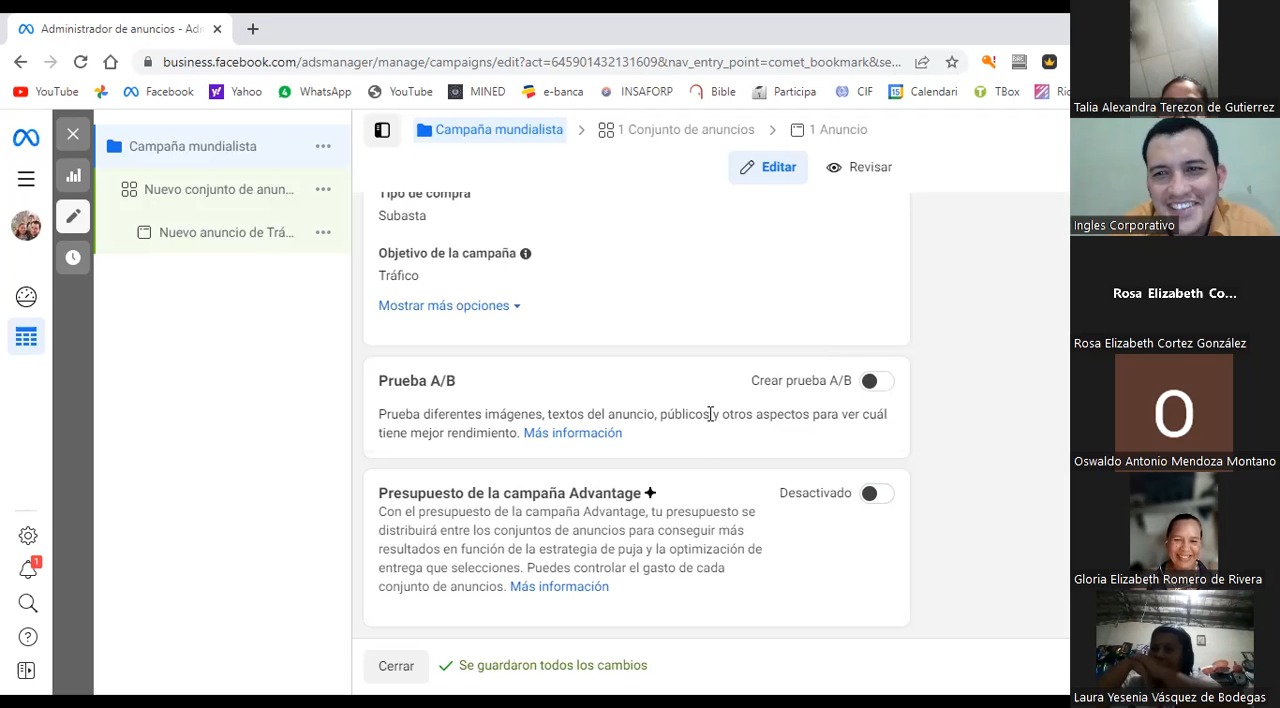 Administrador de anuncios - Adm
business.facebook.com/adsmanager/manage/campaigns/edit?act=645901432131609&nav_entry_point=comet_bookmark&se...
YouTube
Facebook
Yahoo
WhatsApp
YouTube
MINED
e-banca
INSAFORP
Bible
Participa
CIF
Calendari
TBox
Ric
Campaña mundialista
Nuevo conjunto de anun...
Nuevo anuncio de Trá...
Campaña mundialista
1 Conjunto de anuncios
1 Anuncio
Editar
Revisar
Tipo de compra
Subasta
Objetivo de la campaña
Tráfico
Mostrar más opciones
Prueba A/B
Crear prueba A/B
Prueba diferentes imágenes, textos del anuncio, públicos y otros aspectos para ver cuál
tiene mejor rendimiento. Más información
Presupuesto de la campaña Advantage
Desactivado
Con el presupuesto de la campaña Advantage, tu presupuesto se
distribuirá entre los conjuntos de anuncios para conseguir más
resultados en función de la estrategia de puja y la optimización de
entrega que selecciones. Puedes controlar el gasto de cada
conjunto de anuncios. Más información
Cerrar
Se guardaron todos los cambios
1
Talia Alexandra Terezon de Gutierrez
Ingles Corporativo
Rosa Elizabeth Co...
Rosa Elizabeth Cortez González
O
Oswaldo Antonio Mendoza Montano
Gloria Elizabeth Romero de Rivera
Laura Yesenia Vásquez de Bodegas